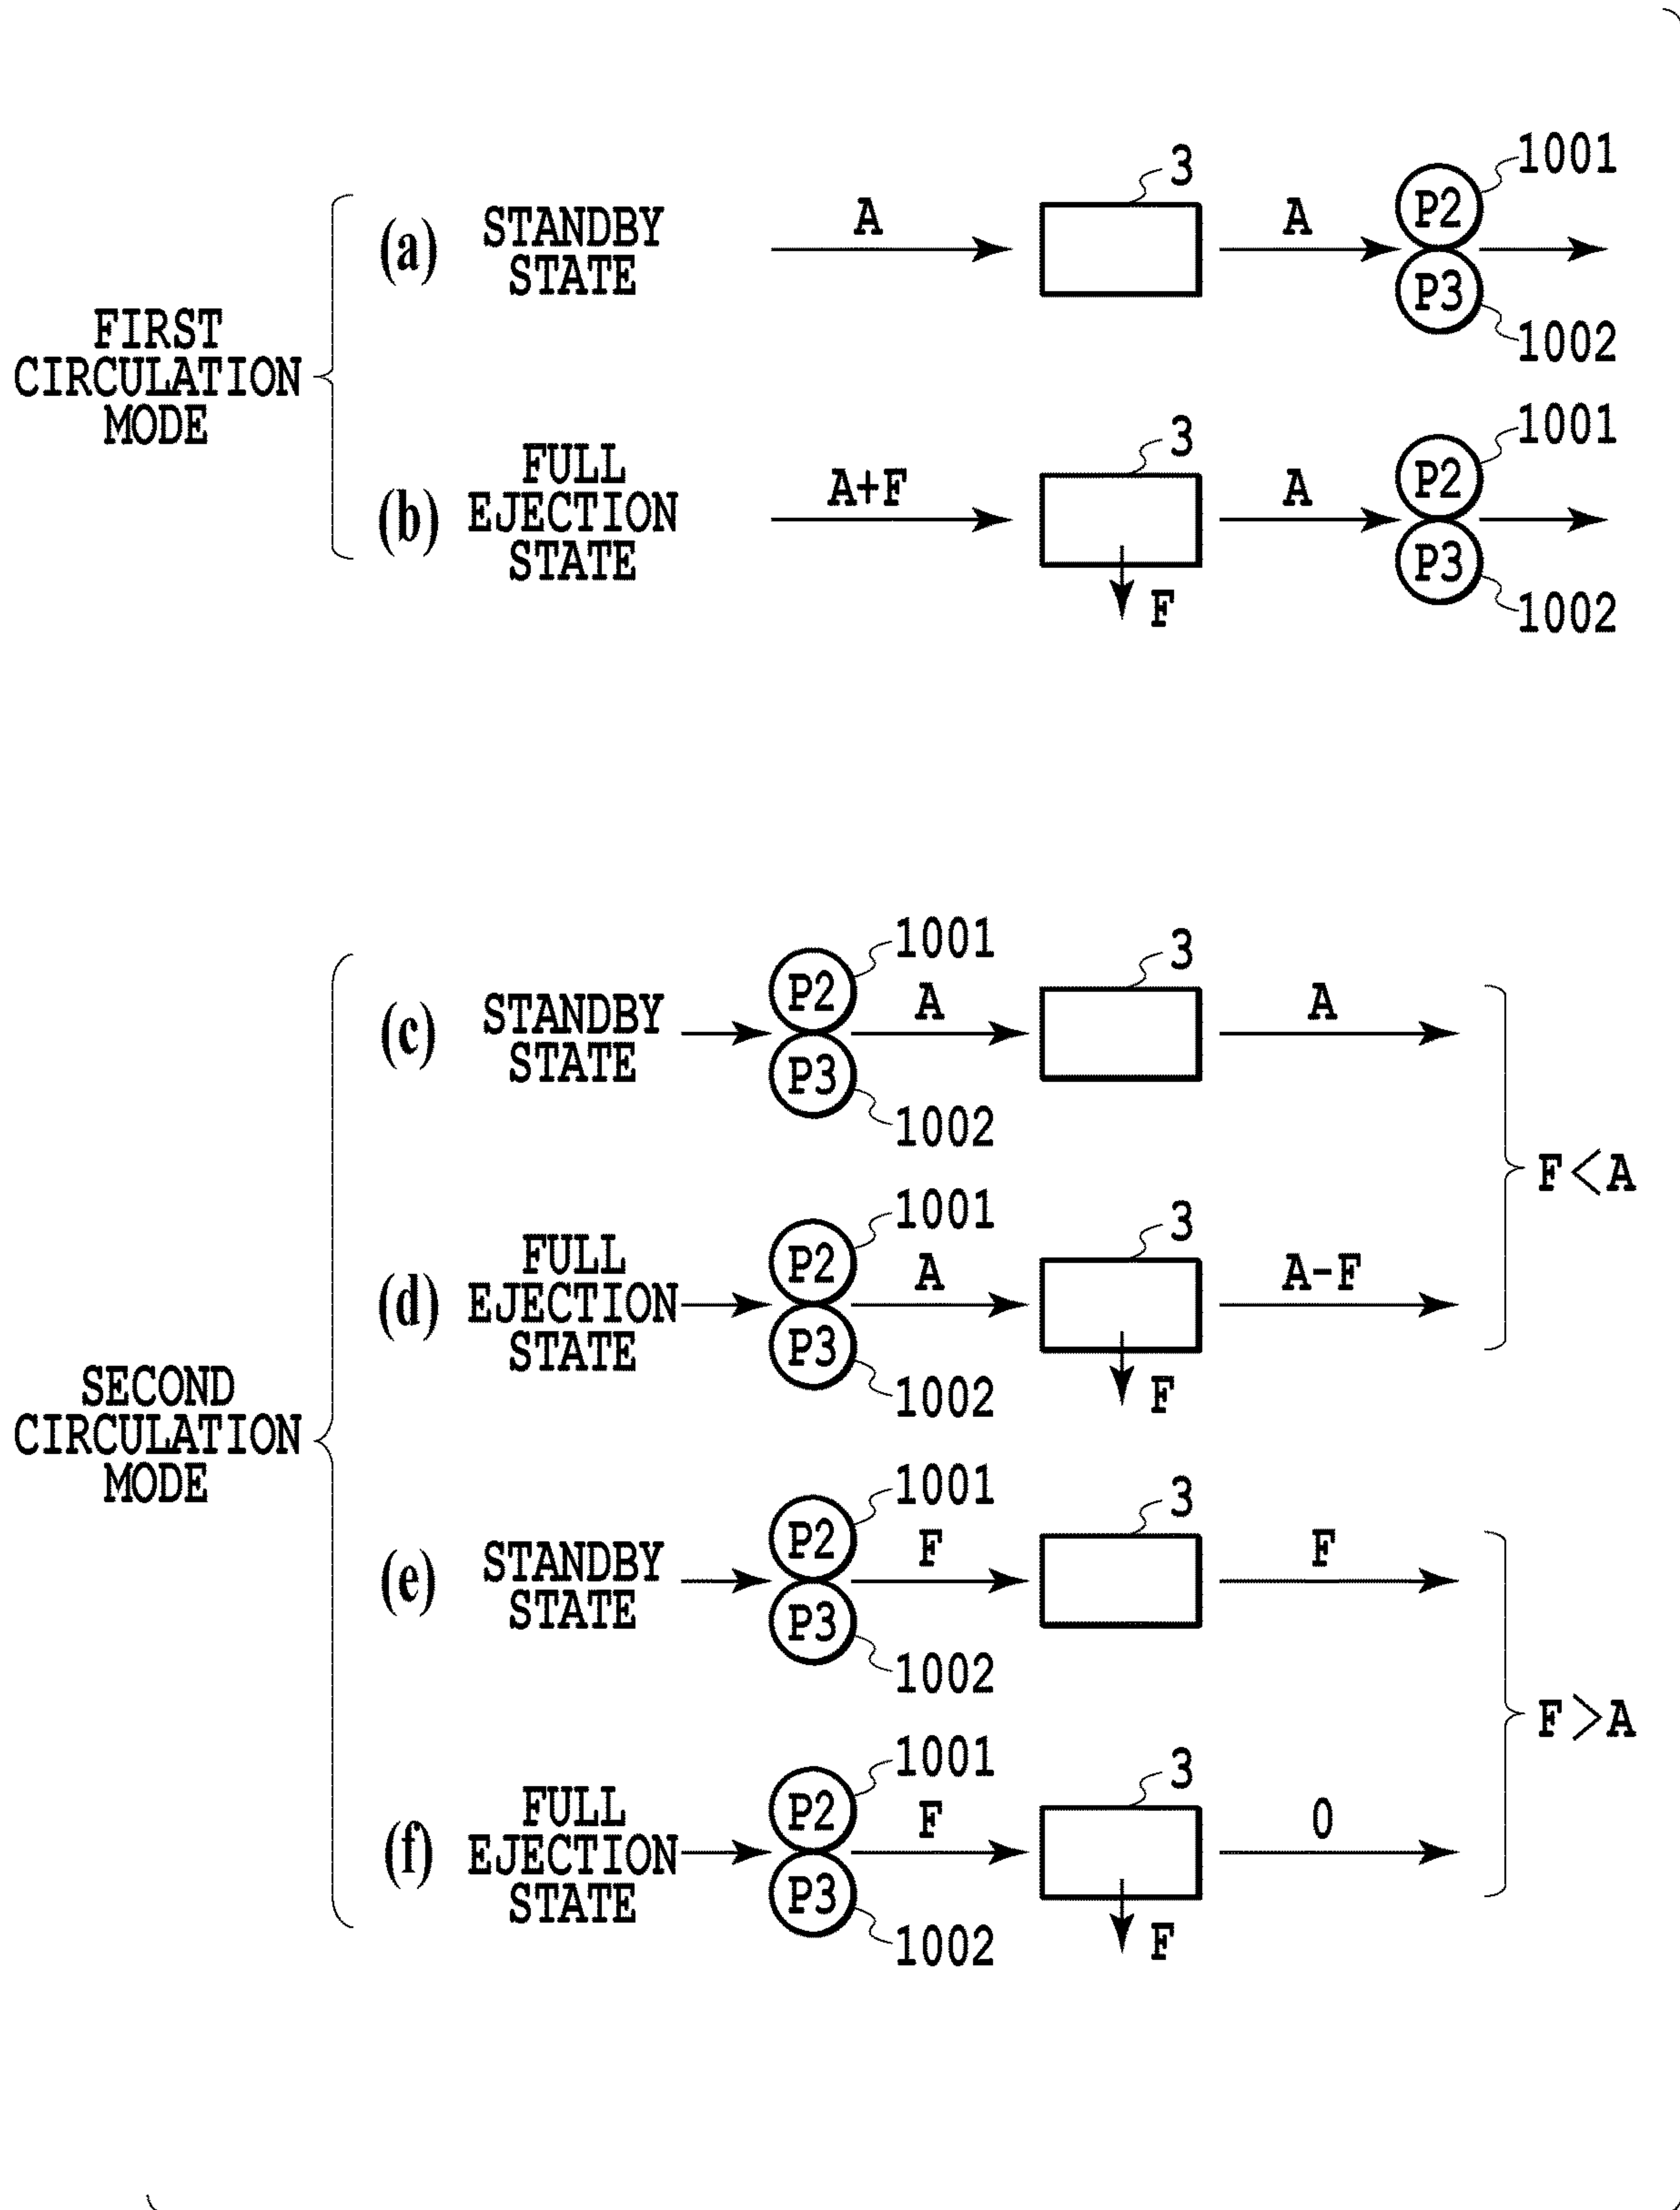 FIRST
CIRCULATION
MODE
(a)
STANDBY
STATE
A
3
A
P2
1001
P3
1002
(b)
FULL
EJECTION
STATE
A+F
3
F
A
P2
1001
P3
1002
SECOND
CIRCULATION
MODE
(c)
STANDBY
STATE
P2
1001
P3
1002
A
3
A
(d)
FULL
EJECTION
STATE
P2
1001
P3
1002
A
3
F
A-F
F<A
(e)
STANDBY
STATE
P2
1001
P3
1002
F
3
F
(f)
FULL
EJECTION
STATE
P2
1001
P3
1002
F
3
F
0
F>A